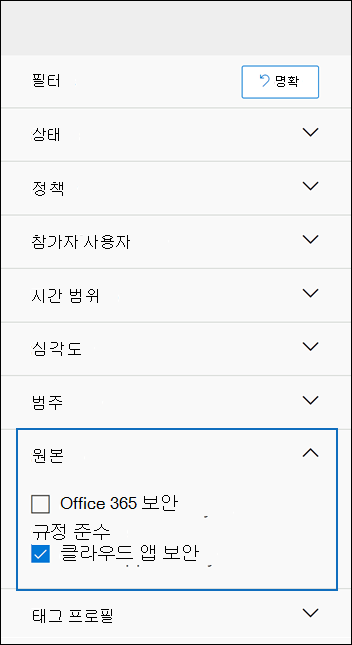 필터
명확
상태
정책
참가자 사용자
시간 범위
심각도
범주
원본
Office 365 보안
규정 준수
클라우드 앱 보안
태그 프로필